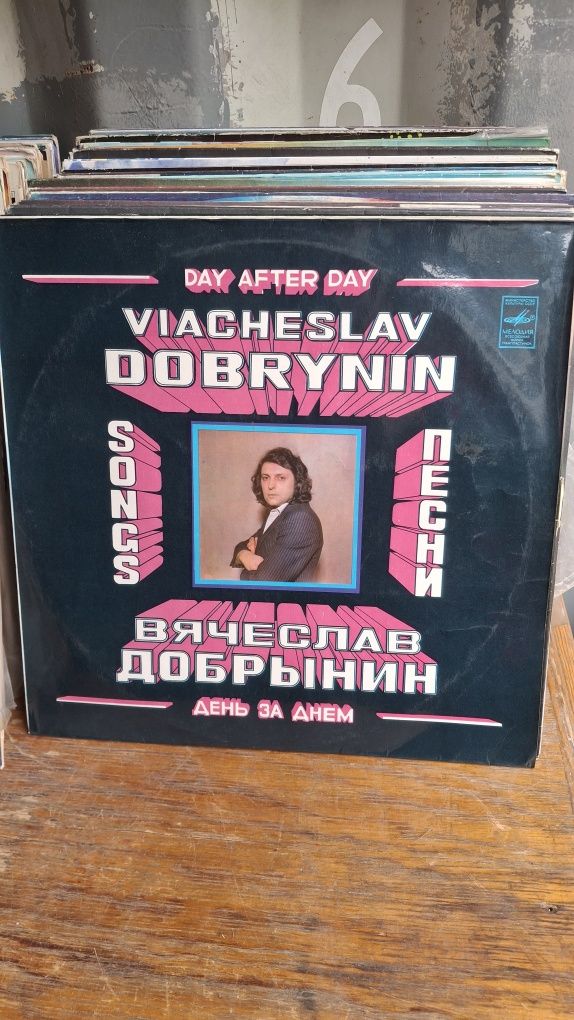 6
DAY AFTER DAY
VIACHESLAV
DOBRYNIN
МЕЛОДИЯ
SONGS
ПЕСНИ
ВЯЧЕСЛАВ
ДОБРЫНИН
ДЕНЬ ЗА ДНЕМ